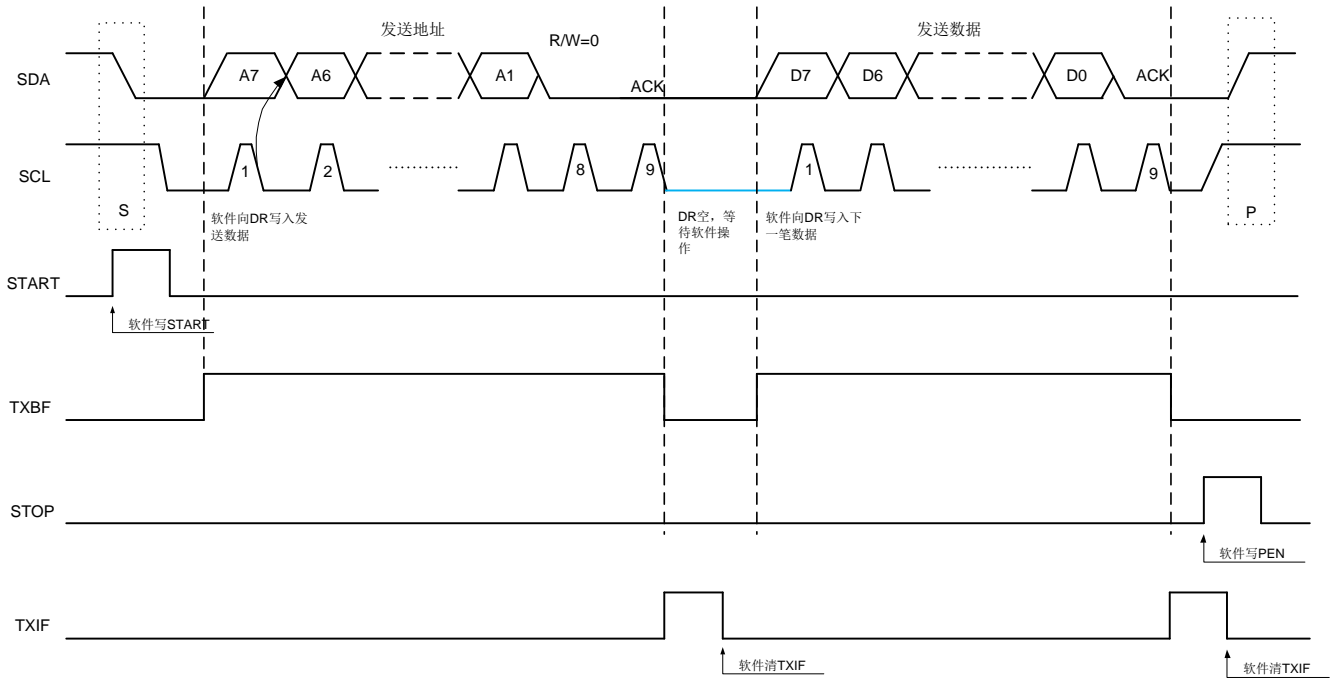 发送地址
R/W=0
发送数据
SDA
A7
A6
A1
ACK
D7
D6
D0
ACK
SCL
1
2
8
9
1
9
S
软件向DR写入发
送数据
DR空，等
待软件操
作
软件向DR写入下
一笔数据
P
START
软件写START
TXBF
STOP
软件写PEN
TXIF
软件清TXIF
软件清TXIF